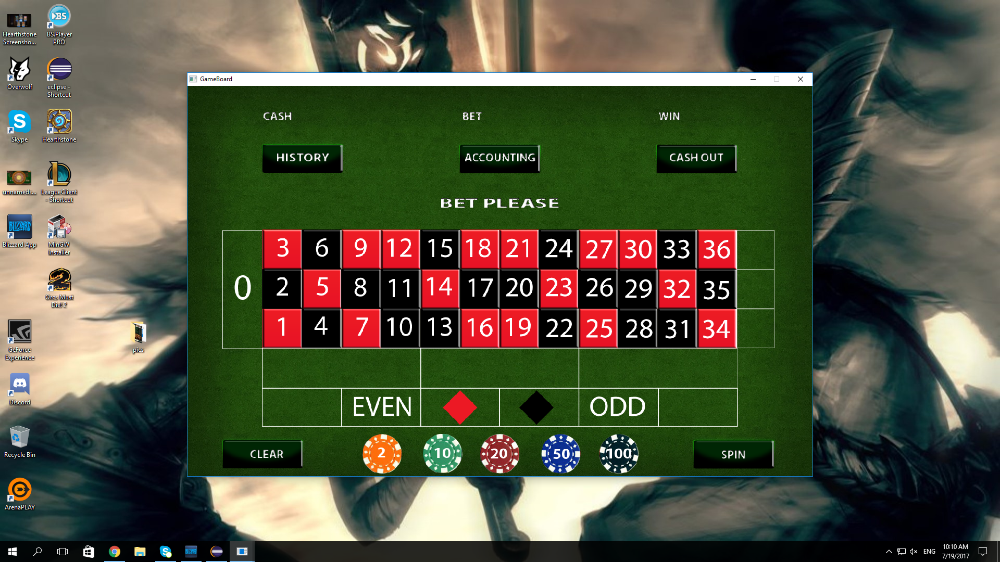 Hearthstone
Screensho...
BS.Player
PRO
Overwolf
eclipse -
Shortcut
Skype
Hearthstone
unnameds...
LeagueClient
- Shortcut
BLIZZARD
Blizzard App
MinGW
Installer
Orcs Must
Die! 2
GeForce
Experience
pics
Discord
Recycle Bin
ArenaPLAY
GameBoard
CASH BET WIN
HISTORY ACCOUNTING CASH OUT
BET PLEASE
3 6 9 12 15 18 21 24 27 30 33 36
0 2 5 8 11 14 17 20 23 26 29 32 35
1 4 7 10 13 16 19 22 25 28 31 34
EVEN ODD
CLEAR 2 10 20 50 100 SPIN
ENG
10:10 AM
7/19/2017